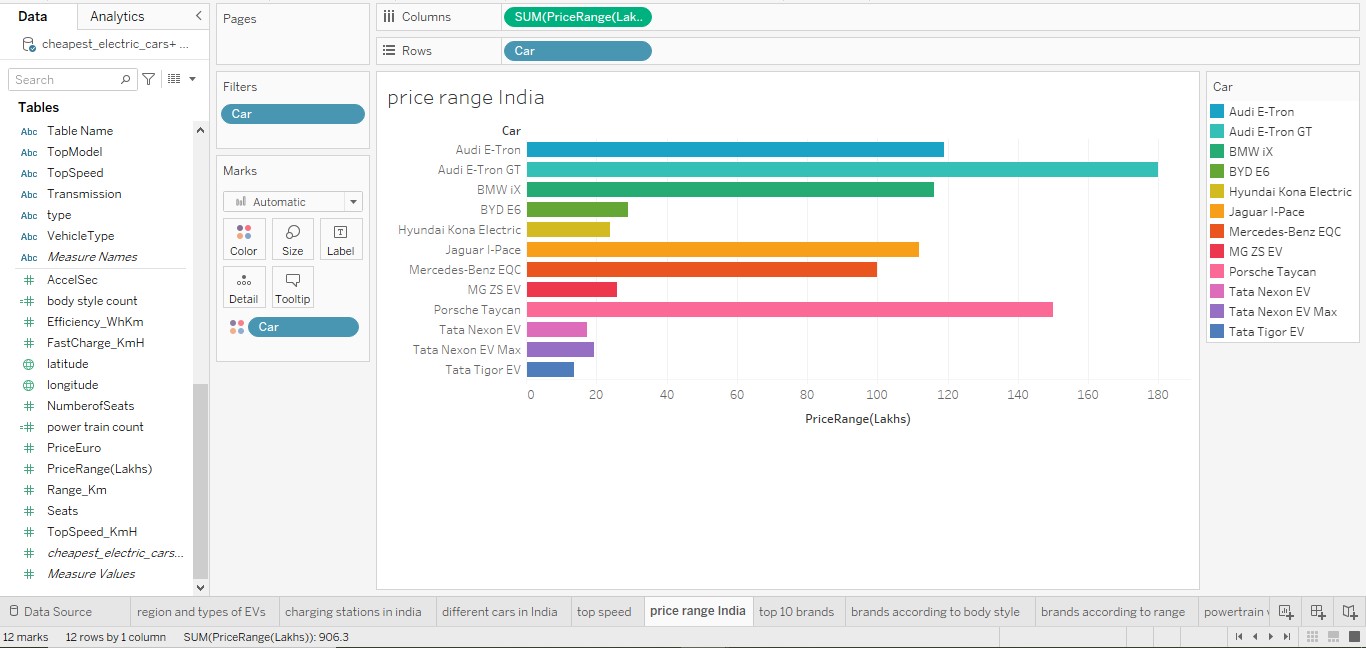 Data
Analytics
cheapest_electric_cars+ ...
Search
Tables
Abc Table Name
Abc TopModel
Abc TopSpeed
Abc Transmission
Abc type
Abc VehicleType
Abc Measure Names
# AccelSec
=# body style count
# Efficiency_WhKm
# FastCharge_KmH
latitude
longitude
# NumberofSeats
=# power train count
# PriceEuro
# PriceRange(Lakhs)
# Range_Km
# Seats
# TopSpeed_KmH
# cheapest_electric_cars...
# Measure Values
Pages
Filters
Car
Marks
Automatic
Color
Size
Label
Detail
Tooltip
Car
Columns
SUM(PriceRange(Lak..
Rows
Car
price range India
Car
Audi E-Tron
Audi E-Tron GT
BMW iX
BYD E6
Hyundai Kona Electric
Jaguar I-Pace
Mercedes-Benz EQC
MG ZS EV
Porsche Taycan
Tata Nexon EV
Tata Nexon EV Max
Tata Tigor EV
0 20 40 60 80 100 120 140 160 180
PriceRange(Lakhs)
Car
Audi E-Tron
Audi E-Tron GT
BMW iX
BYD E6
Hyundai Kona Electric
Jaguar I-Pace
Mercedes-Benz EQC
MG ZS EV
Porsche Taycan
Tata Nexon EV
Tata Nexon EV Max
Tata Tigor EV
Data Source
region and types of EVs
charging stations in india
different cars in India
top speed
price range India
top 10 brands
brands according to body style
brands according to range
powertrain
12 marks
12 rows by 1 column
SUM(PriceRange(Lakhs)): 906.3